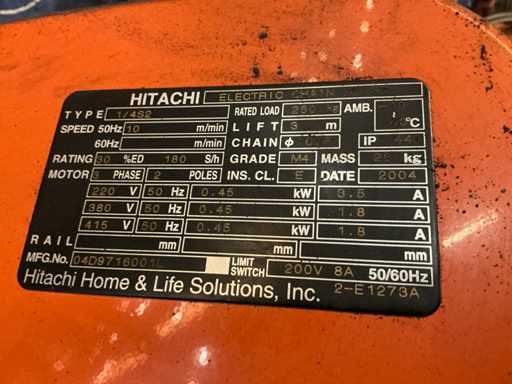 HITACHI ELECTRIC CHAIN
TYPE 1/4S2 RATED LOAD 250 AMB. °C
SPEED 50Hz 10 m/min LIFT 3 m
60Hz m/min CHAIN ϕ IP
RATING 30 %ED 180 S/h GRADE M4 MASS kg
MOTOR 3 PHASE 2 POLES INS. CL. E DATE 2004
220 V 50 Hz 0.45 kW 3.5 A
380 V 50 Hz 0.45 kW 1.8 A
415 V 50 Hz 0.45 kW 1.8 A
RAIL mm mm
MFG.No. 04D9716001L LIMIT SWITCH 200V 8A 50/60Hz
Hitachi Home & Life Solutions, Inc. 2-E1273A